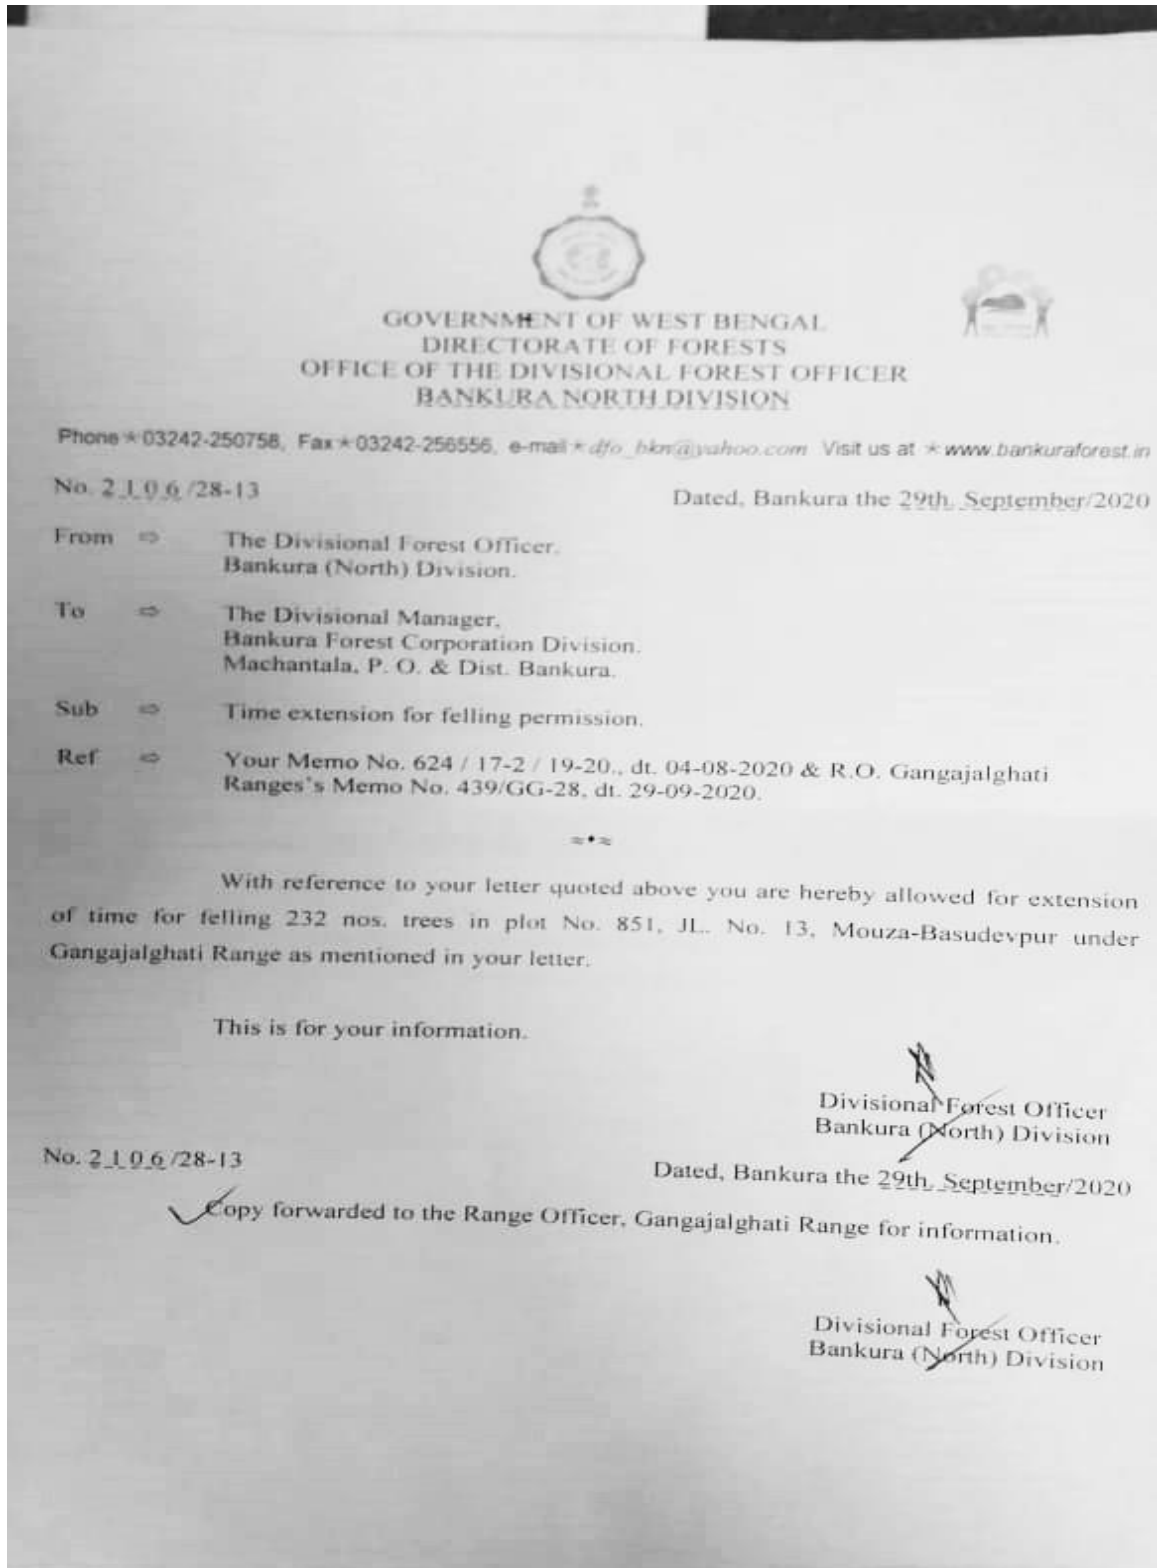 GOVERNMENT OF WEST BENGAL
DIRECTORATE OF FORESTS
OFFICE OF THE DIVISIONAL FOREST OFFICER
BANKURA NORTH DIVISION
Phone * 03242-250758, Fax * 03242-256556, e-mail * dfo_bkn@yahoo.com Visit us at * www.bankuraforest.in
No. 2106/28-13 Dated, Bankura the 29th, September/2020
From ⇨ The Divisional Forest Officer,
Bankura (North) Division.
To ⇨ The Divisional Manager,
Bankura Forest Corporation Division.
Machantala, P. O. & Dist. Bankura.
Sub ⇨ Time extension for felling permission.
Ref ⇨ Your Memo No. 624 / 17-2 / 19-20., dt. 04-08-2020 & R.O. Gangajalghati
Ranges's Memo No. 439/GG-28, dt. 29-09-2020.
≈•≈
With reference to your letter quoted above you are hereby allowed for extension
of time for felling 232 nos. trees in plot No. 851, JL. No. 13, Mouza-Basudevpur under
Gangajalghati Range as mentioned in your letter.
This is for your information.
Divisional Forest Officer
Bankura (North) Division
No. 2106/28-13 Dated, Bankura the 29th, September/2020
Copy forwarded to the Range Officer, Gangajalghati Range for information.
Divisional Forest Officer
Bankura (North) Division